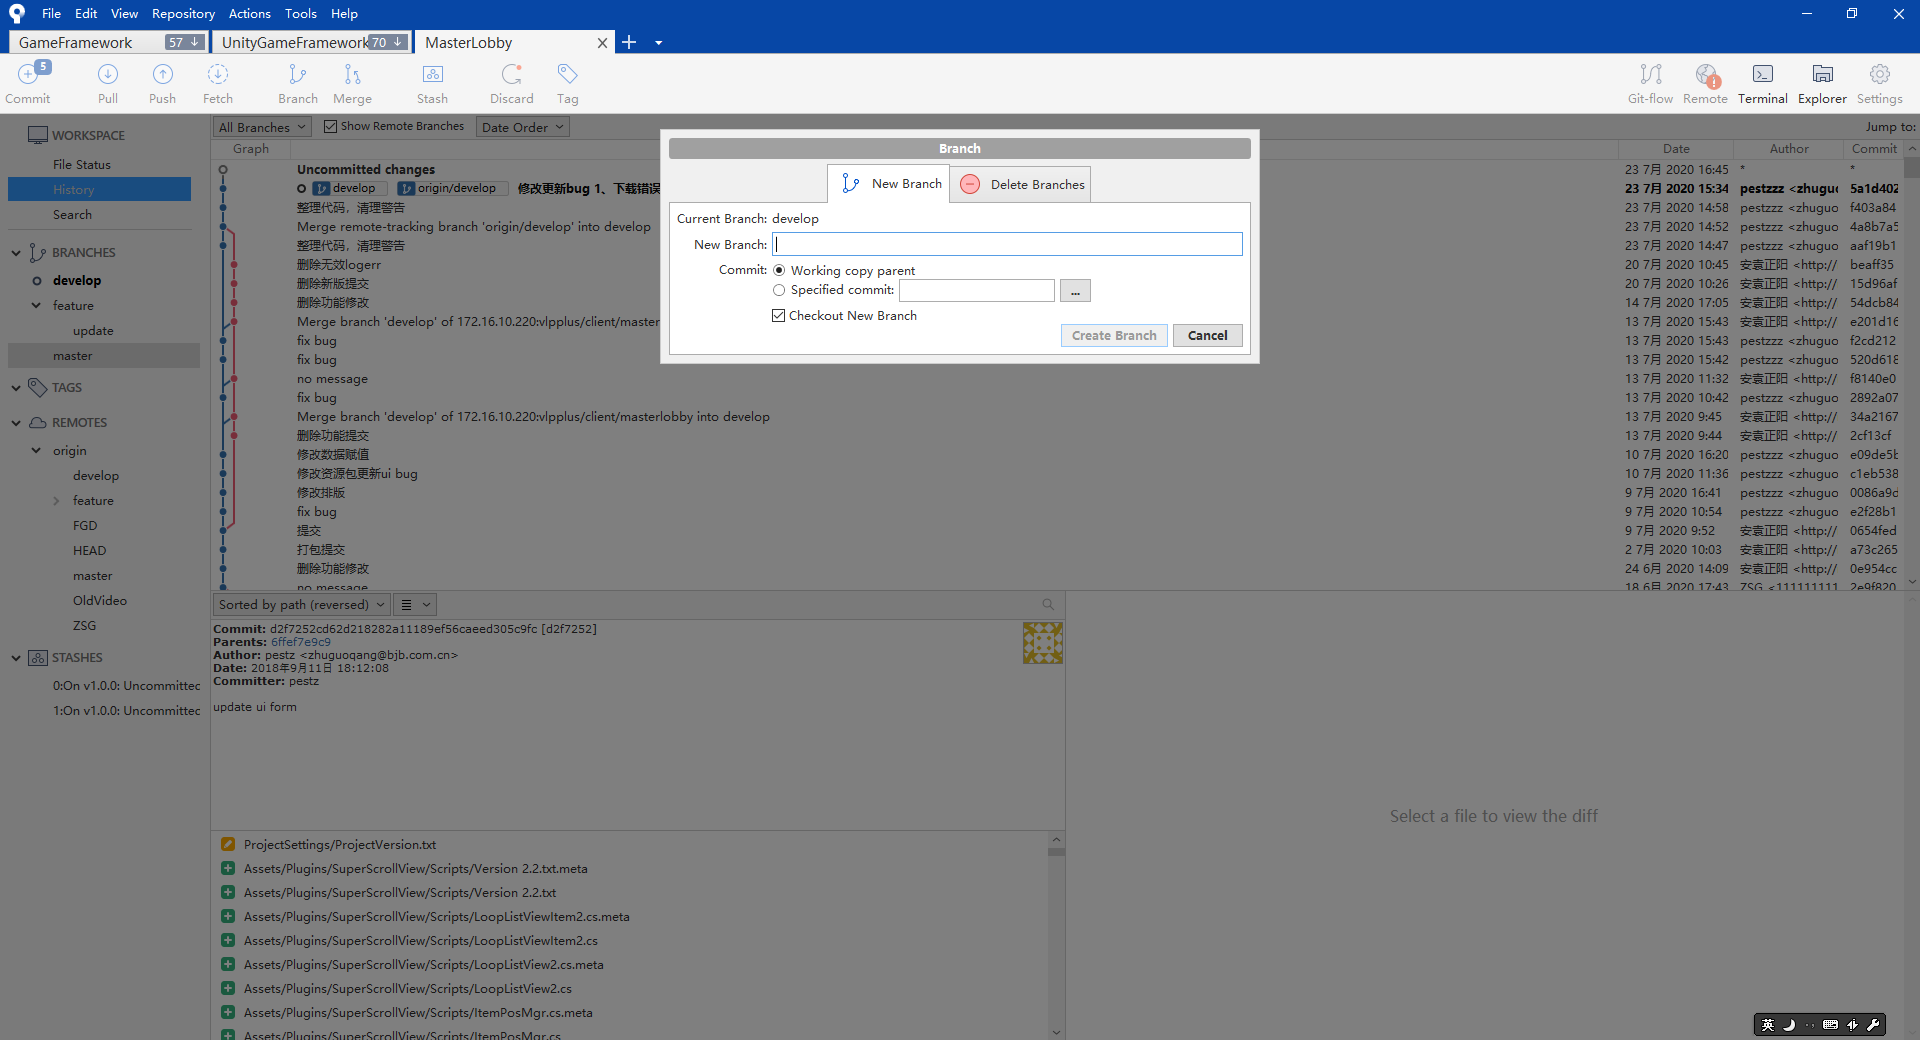 File Edit View Repository Actions Tools Help
GameFramework 57 ↓ UnityGameFramework 70 ↓ MasterLobby
5
Commit Pull Push Fetch Branch Merge Stash Discard Tag Git-flow Remote Terminal Explorer Settings
All Branches Show Remote Branches Date Order Jump to:
WORKSPACE
File Status
History
Search
BRANCHES
develop
feature
update
master
TAGS
REMOTES
origin
develop
feature
FGD
HEAD
master
OldVideo
ZSG
STASHES
0:On v1.0.0: Uncommitted
1:On v1.0.0: Uncommitted
Graph Date Author Commit
Uncommitted changes 23 7月 2020 16:45 * *
develop origin/develop 修改更新bug 1、下载错误 23 7月 2020 15:34 pestzzz <zhuguo 5a1d402
整理代码，清理警告 23 7月 2020 14:58 pestzzz <zhuguo f403a84
Merge remote-tracking branch 'origin/develop' into develop 23 7月 2020 14:52 pestzzz <zhuguo 4a8b7a5
整理代码，清理警告 23 7月 2020 14:47 pestzzz <zhuguo aaf19b1
删除无效logerr 20 7月 2020 10:45 安袁正阳 <http:// beaff35
删除新版提交 20 7月 2020 10:26 安袁正阳 <http:// 15d96af
删除功能修改 14 7月 2020 17:05 安袁正阳 <http:// 54dcb84
Merge branch 'develop' of 172.16.10.220:vlpplus/client/master 13 7月 2020 15:43 安袁正阳 <http:// e201d16
fix bug 13 7月 2020 15:43 pestzzz <zhuguo f2cd212
fix bug 13 7月 2020 15:42 pestzzz <zhuguo 520d618
no message 13 7月 2020 11:32 安袁正阳 <http:// f8140e0
fix bug 13 7月 2020 10:42 pestzzz <zhuguo 2892a07
Merge branch 'develop' of 172.16.10.220:vlpplus/client/masterlobby into develop 13 7月 2020 9:45 安袁正阳 <http:// 34a2167
删除功能提交 13 7月 2020 9:44 安袁正阳 <http:// 2cf13cf
修改数据赋值 10 7月 2020 16:20 pestzzz <zhuguo e09de5b
修改资源包更新ui bug 10 7月 2020 11:36 pestzzz <zhuguo c1eb538
修改排版 9 7月 2020 16:41 pestzzz <zhuguo 0086a9d
fix bug 9 7月 2020 10:54 pestzzz <zhuguo e2f28b1
提交 9 7月 2020 9:52 安袁正阳 <http:// 0654fed
打包提交 2 7月 2020 10:03 安袁正阳 <http:// a73c265
删除功能修改 24 6月 2020 14:09 安袁正阳 <http:// 0e954cc
no message 18 6月 2020 17:43 ZSG <111111111 2e9f820
Branch
New Branch Delete Branches
Current Branch: develop
New Branch:
Commit: Working copy parent
Specified commit: ...
Checkout New Branch
Create Branch Cancel
Sorted by path (reversed)
Commit: d2f7252cd62d218282a11189ef56caeed305c9fc [d2f7252]
Parents: 6ffef7e9c9
Author: pestz <zhuguoqang@bjb.com.cn>
Date: 2018年9月11日 18:12:08
Committer: pestz
update ui form
ProjectSettings/ProjectVersion.txt
Assets/Plugins/SuperScrollView/Scripts/Version 2.2.txt.meta
Assets/Plugins/SuperScrollView/Scripts/Version 2.2.txt
Assets/Plugins/SuperScrollView/Scripts/LoopListViewItem2.cs.meta
Assets/Plugins/SuperScrollView/Scripts/LoopListViewItem2.cs
Assets/Plugins/SuperScrollView/Scripts/LoopListView2.cs.meta
Assets/Plugins/SuperScrollView/Scripts/LoopListView2.cs
Assets/Plugins/SuperScrollView/Scripts/ItemPosMgr.cs.meta
Assets/Plugins/SuperScrollView/Scripts/ItemPosMgr.cs
Select a file to view the diff
英